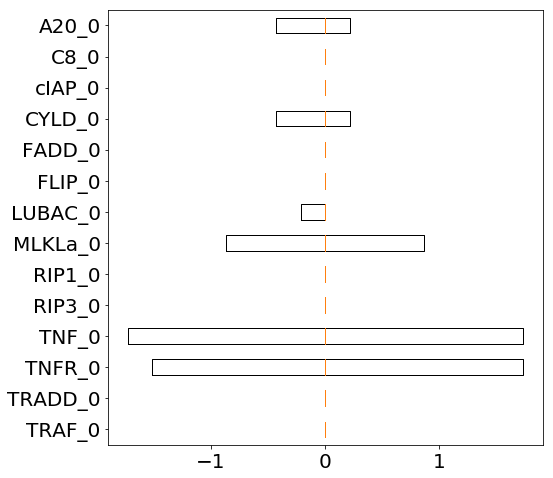 A20_0
C8_0
cIAP_0
CYLD_0
FADD_0
FLIP_0
LUBAC_0
MLKLa_0
RIP1_0
RIP3_0
TNF_0
TNFR_0
TRADD_0
TRAF_0
−1 0 1